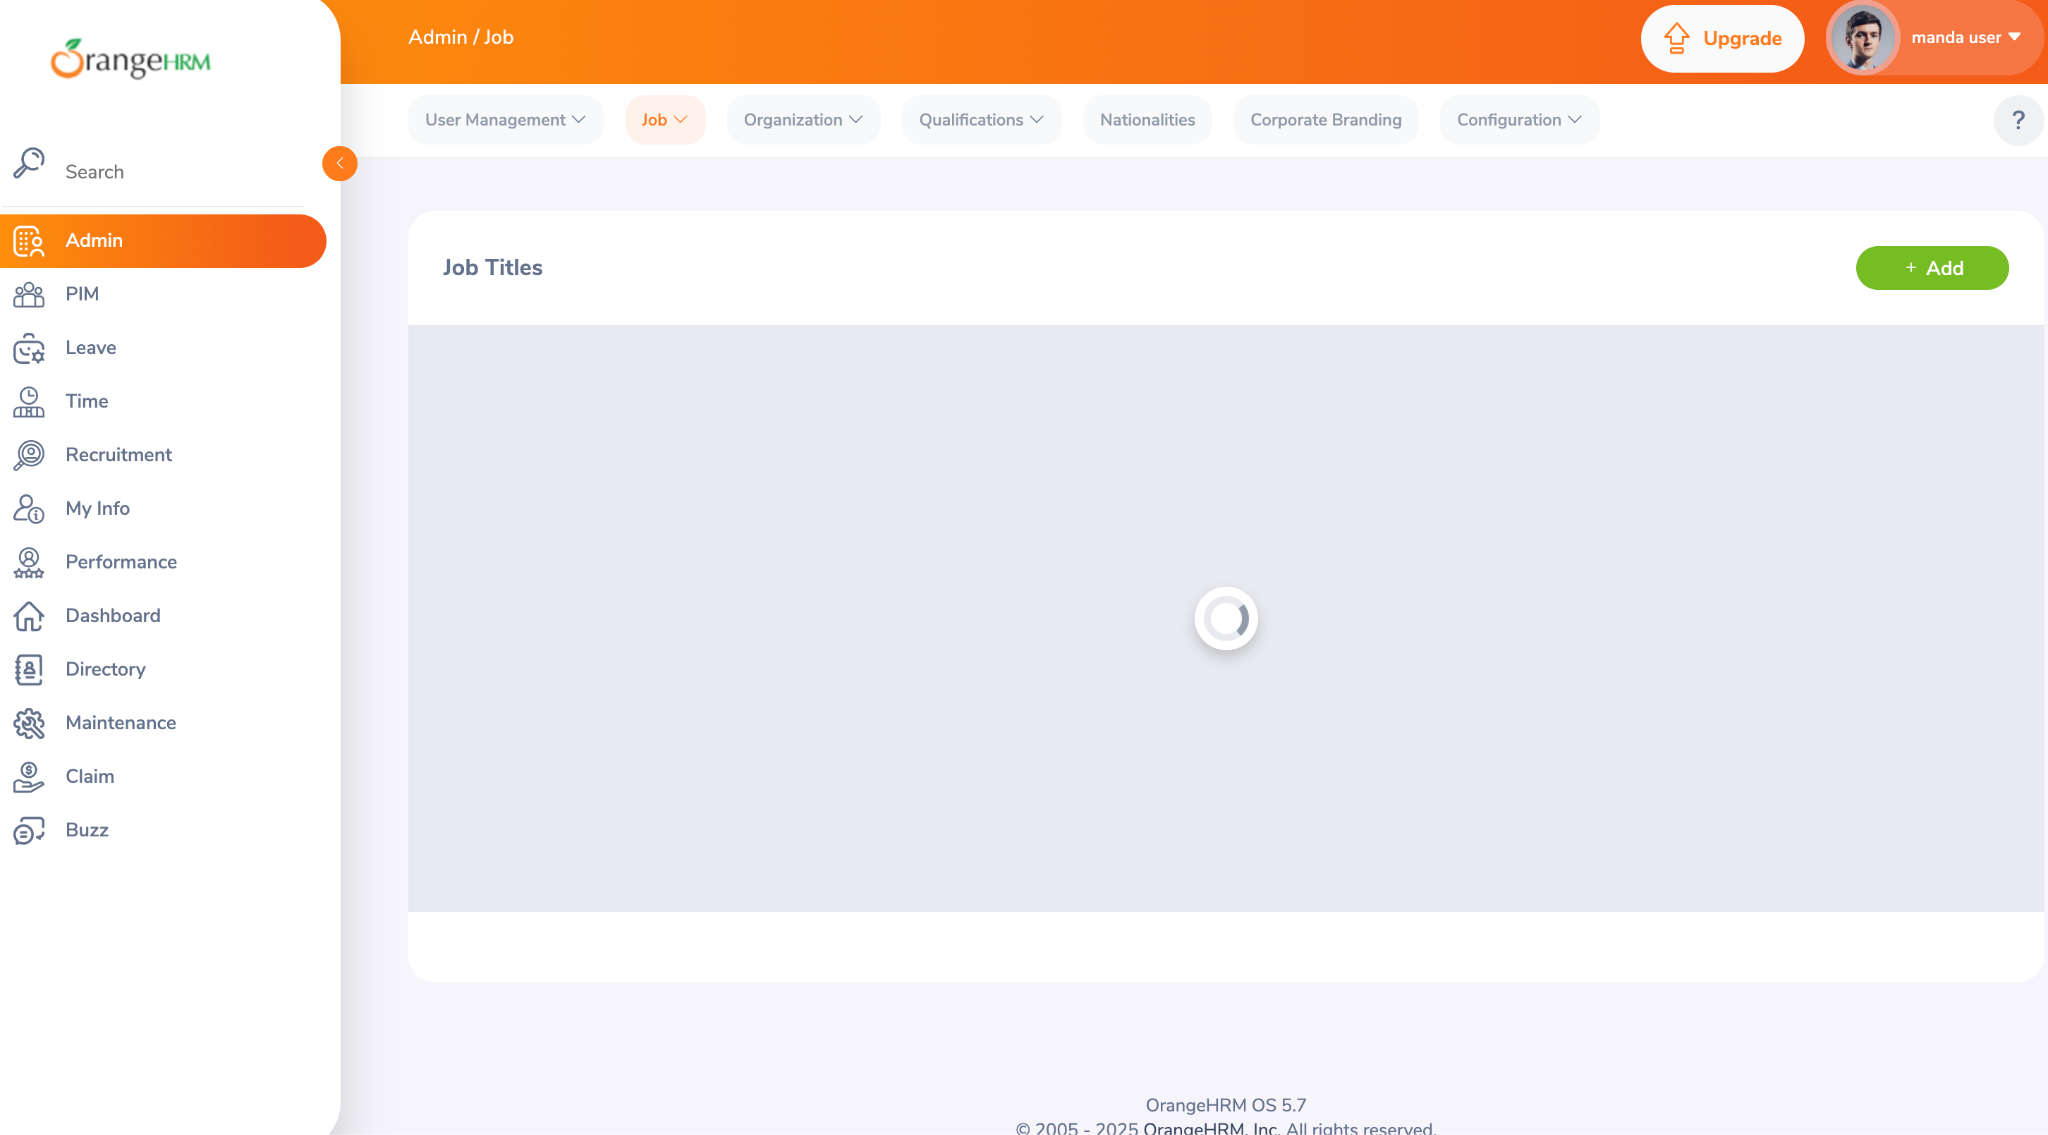 OrangeHRM
Admin / Job
Upgrade
manda user
User Management
Job
Organization
Qualifications
Nationalities
Corporate Branding
Configuration
?
Search
Admin
PIM
Leave
Time
Recruitment
My Info
Performance
Dashboard
Directory
Maintenance
Claim
Buzz
Job Titles
+ Add
OrangeHRM OS 5.7
© 2005 - 2025 OrangeHRM, Inc. All rights reserved.